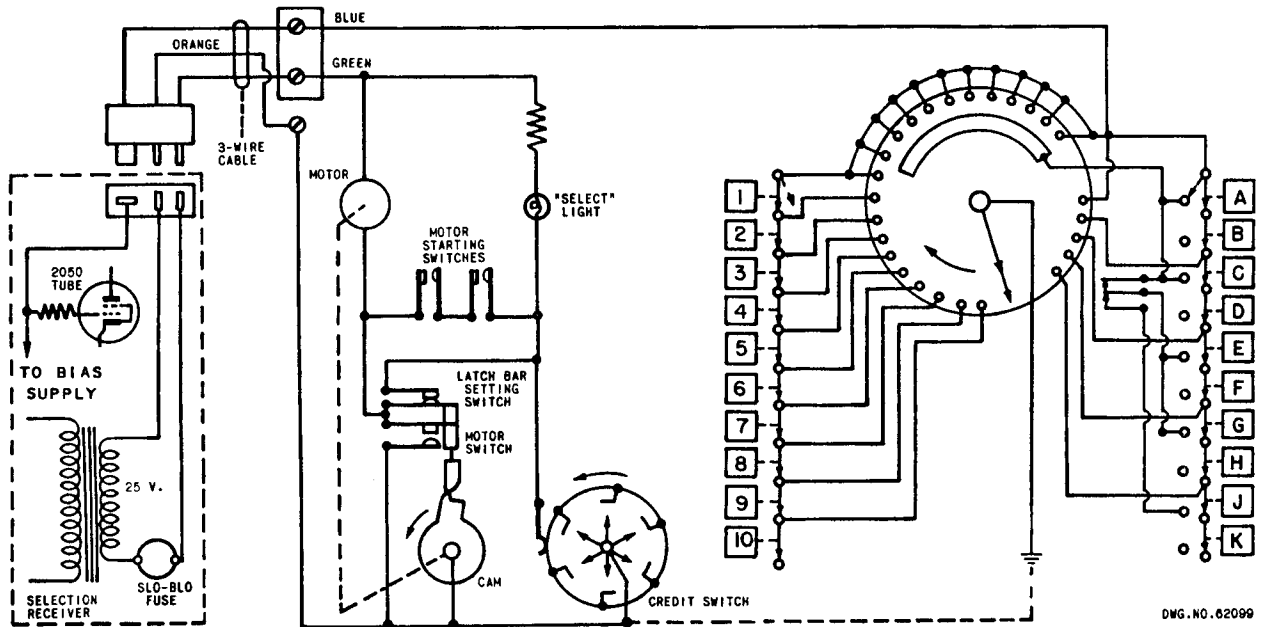 BLUE
ORANGE
GREEN
3-WIRE
CABLE
MOTOR
"SELECT"
LIGHT
MOTOR
STARTING
SWITCHES
2050
TUBE
TO BIAS
SUPPLY
LATCH BAR
SETTING
SWITCH
MOTOR
SWITCH
25 V.
SLO-BLO
FUSE
SELECTION
RECEIVER
CAM
CREDIT SWITCH
1
2
3
4
5
6
7
8
9
10
A
B
C
D
E
F
G
H
J
K
DWG.NO.62099